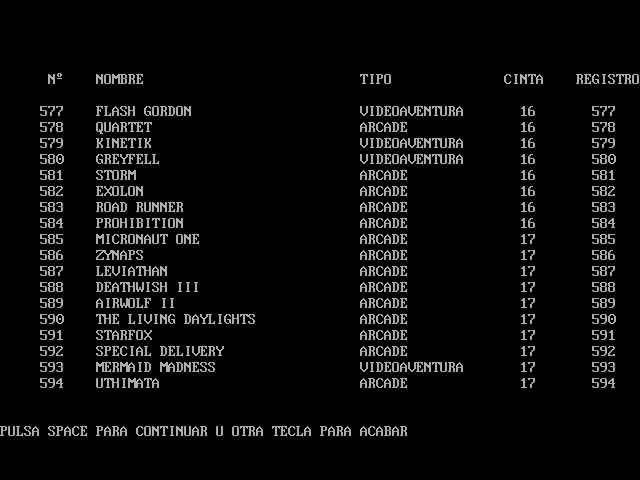 Nº NOMBRE TIPO CINTA REGISTRO
577 FLASH GORDON VIDEOAVENTURA 16 577
578 QUARTET ARCADE 16 578
579 KINETIK VIDEOAVENTURA 16 579
580 GREYFELL VIDEOAVENTURA 16 580
581 STORM ARCADE 16 581
582 EXOLON ARCADE 16 582
583 ROAD RUNNER ARCADE 16 583
584 PROHIBITION ARCADE 16 584
585 MICRONAUT ONE ARCADE 17 585
586 ZYNAPS ARCADE 17 586
587 LEVIATHAN ARCADE 17 587
588 DEATHWISH III ARCADE 17 588
589 AIRWOLF II ARCADE 17 589
590 THE LIVING DAYLIGHTS ARCADE 17 590
591 STARFOX ARCADE 17 591
592 SPECIAL DELIVERY ARCADE 17 592
593 MERMAID MADNESS VIDEOAVENTURA 17 593
594 UTHIMATA ARCADE 17 594
PULSA SPACE PARA CONTINUAR U OTRA TECLA PARA ACABAR